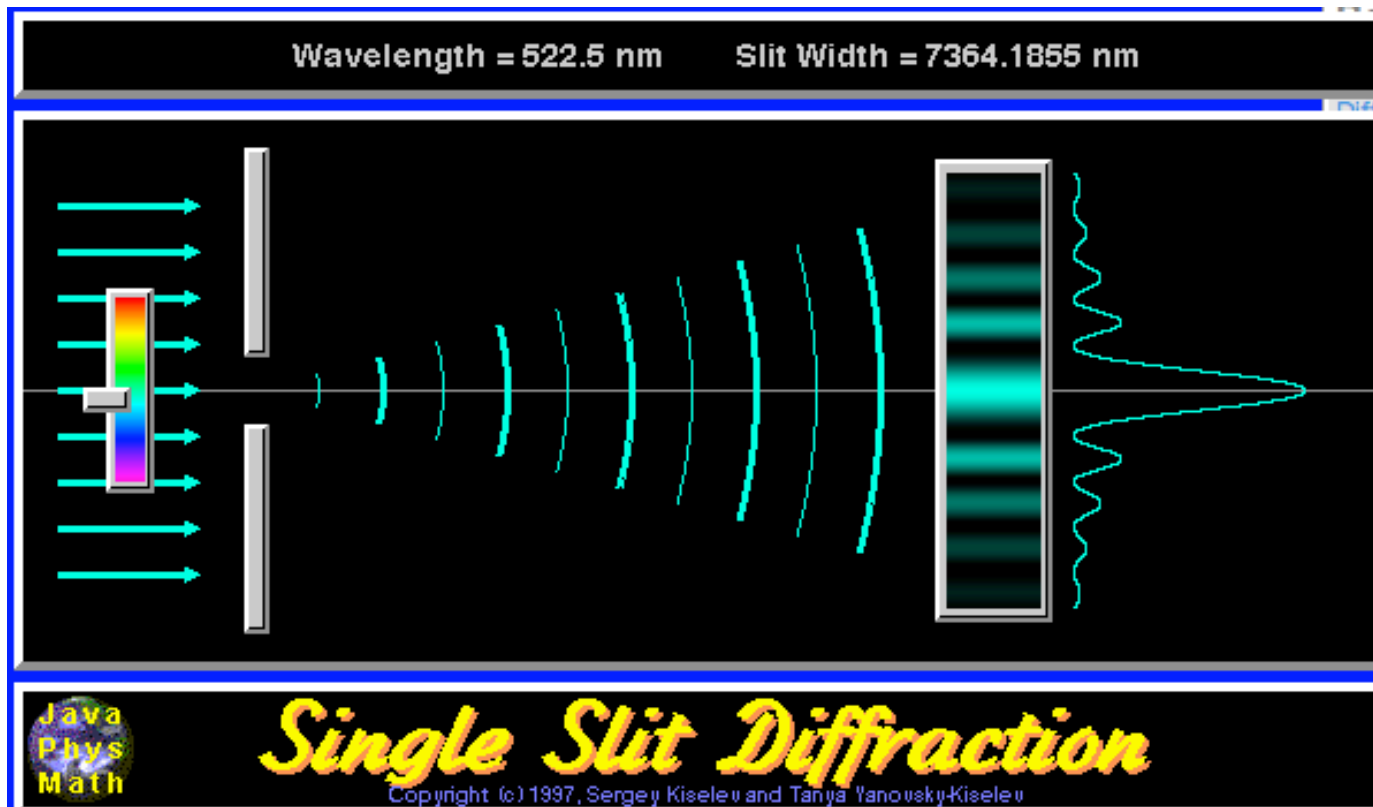 Wavelength = 522.5 nm Slit Width = 7364.1855 nm
Java
Phys
Math
Single Slit Diffraction
Copyright (c) 1997, Sergey Kiselev and Tanya Yanovsky-Kiselev